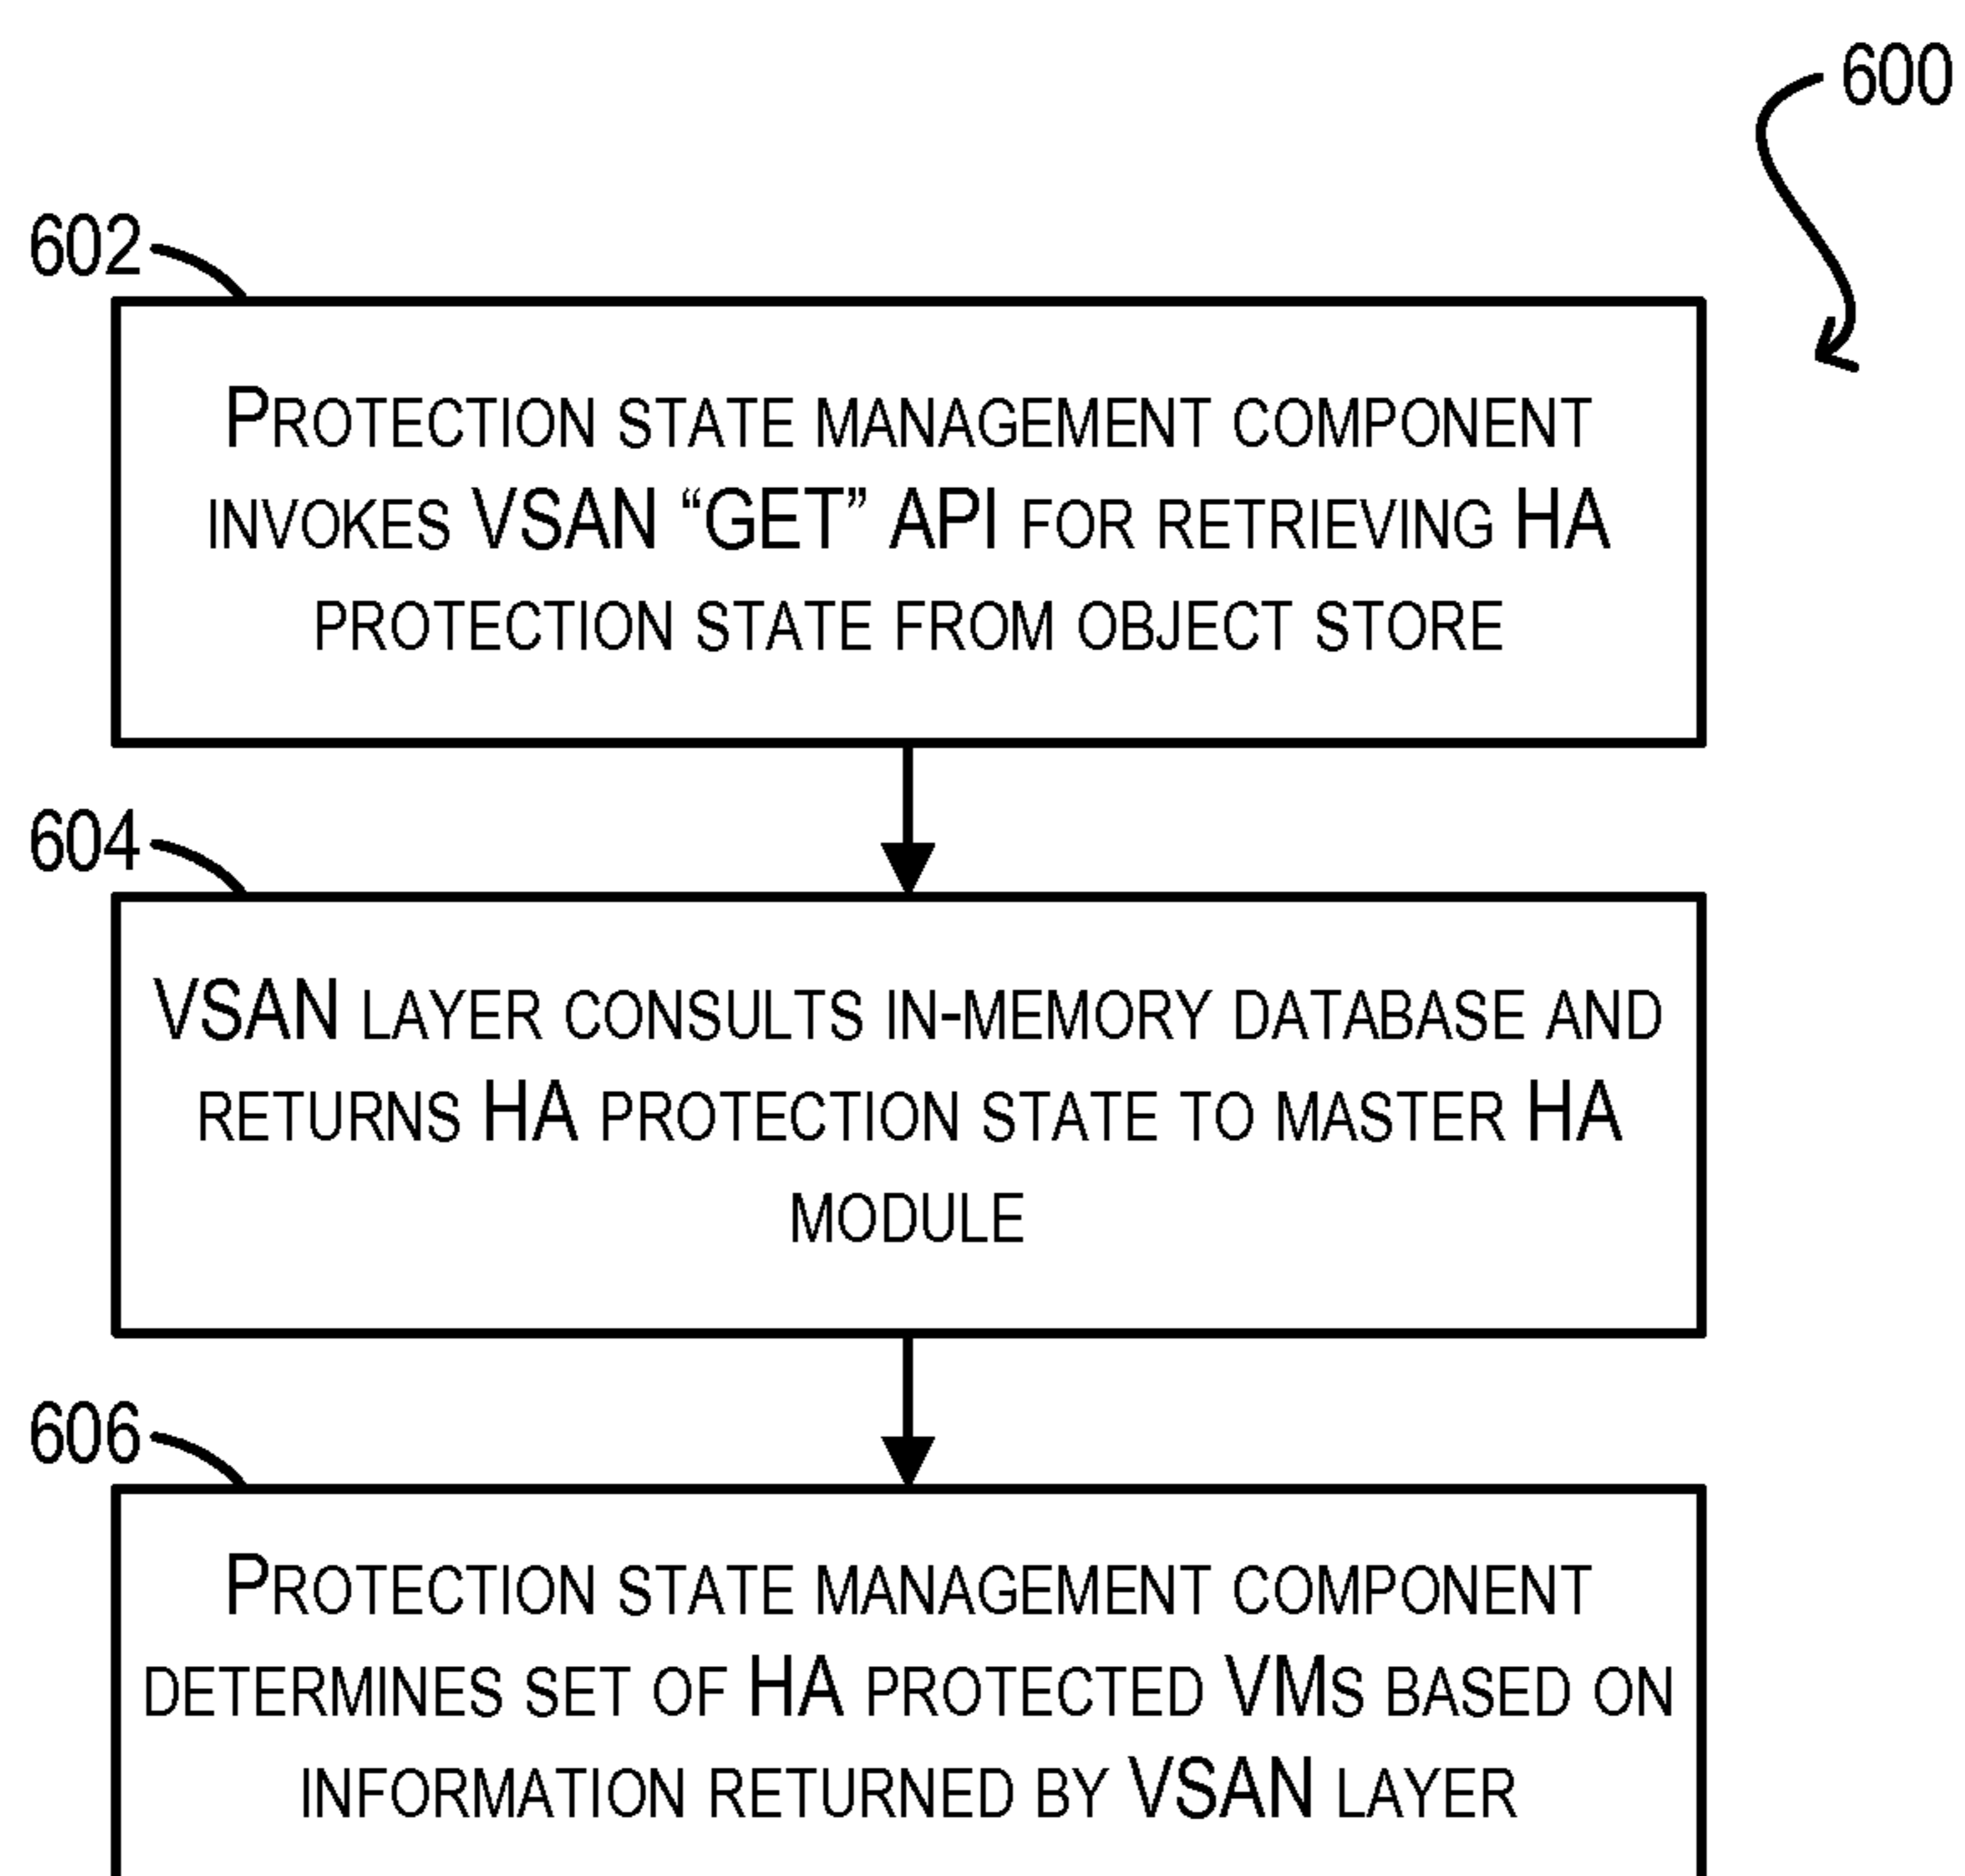 600
602
PROTECTION STATE MANAGEMENT COMPONENT
INVOKES VSAN “GET” API FOR RETRIEVING HA
PROTECTION STATE FROM OBJECT STORE
604
VSAN LAYER CONSULTS IN-MEMORY DATABASE AND
RETURNS HA PROTECTION STATE TO MASTER HA
MODULE
606
PROTECTION STATE MANAGEMENT COMPONENT
DETERMINES SET OF HA PROTECTED VMS BASED ON
INFORMATION RETURNED BY VSAN LAYER